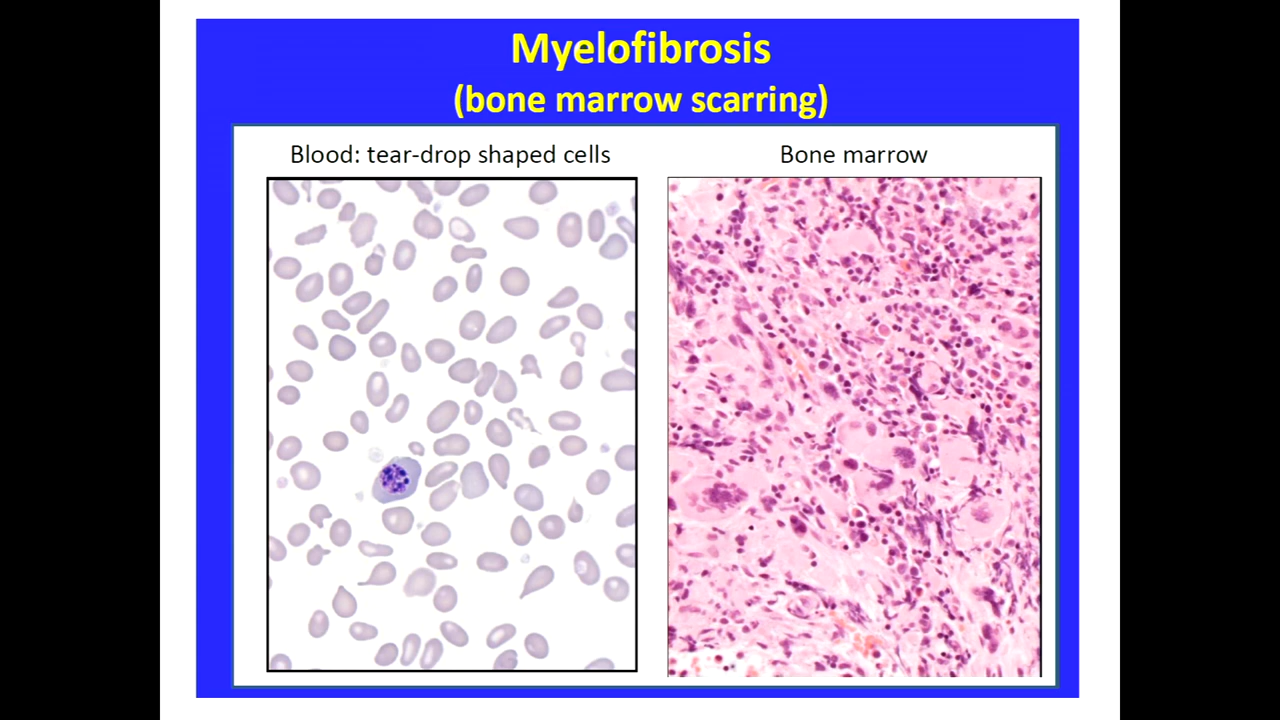 Myelofibrosis
(bone marrow scarring)
Blood: tear-drop shaped cells
Bone marrow